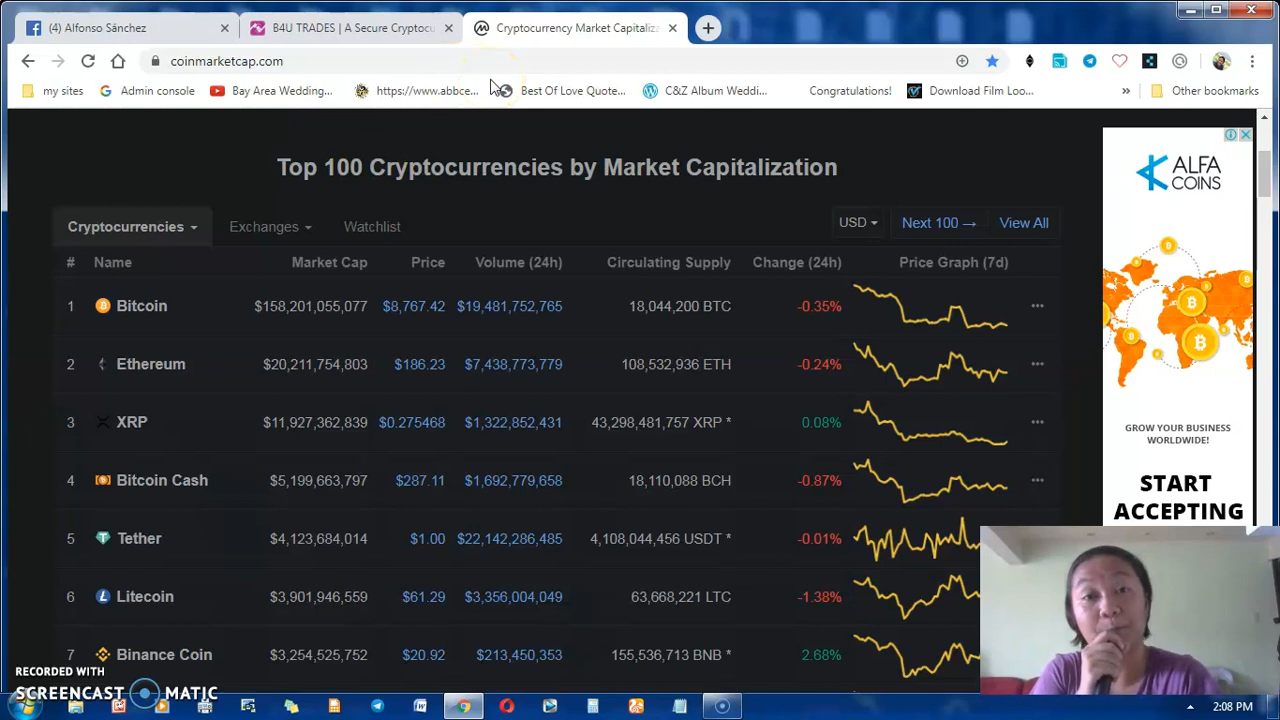 (4) Alfonso Sánchez
B4U TRADES | A Secure Cryptocu
Cryptocurrency Market Capitaliza
coinmarketcap.com
my sites
Admin console
Bay Area Wedding...
https://www.abbce...
Best Of Love Quote...
C&Z Album Weddi...
Congratulations!
Download Film Loo...
»
Other bookmarks
Top 100 Cryptocurrencies by Market Capitalization
Cryptocurrencies Exchanges Watchlist USD Next 100 → View All
# Name Market Cap Price Volume (24h) Circulating Supply Change (24h) Price Graph (7d)
1 Bitcoin $158,201,055,077 $8,767.42 $19,481,752,765 18,044,200 BTC -0.35%
2 Ethereum $20,211,754,803 $186.23 $7,438,773,779 108,532,936 ETH -0.24%
3 XRP $11,927,362,839 $0.275468 $1,322,852,431 43,298,481,757 XRP * 0.08%
4 Bitcoin Cash $5,199,663,797 $287.11 $1,692,779,658 18,110,088 BCH -0.87%
5 Tether $4,123,684,014 $1.00 $22,142,286,485 4,108,044,456 USDT * -0.01%
6 Litecoin $3,901,946,559 $61.29 $3,356,004,049 63,668,221 LTC -1.38%
7 Binance Coin $3,254,525,752 $20.92 $213,450,353 155,536,713 BNB * 2.68%
ALFA
COINS
GROW YOUR BUSINESS
WORLDWIDE!
START
ACCEPTING
RECORDED WITH
SCREENCAST MATIC
2:08 PM